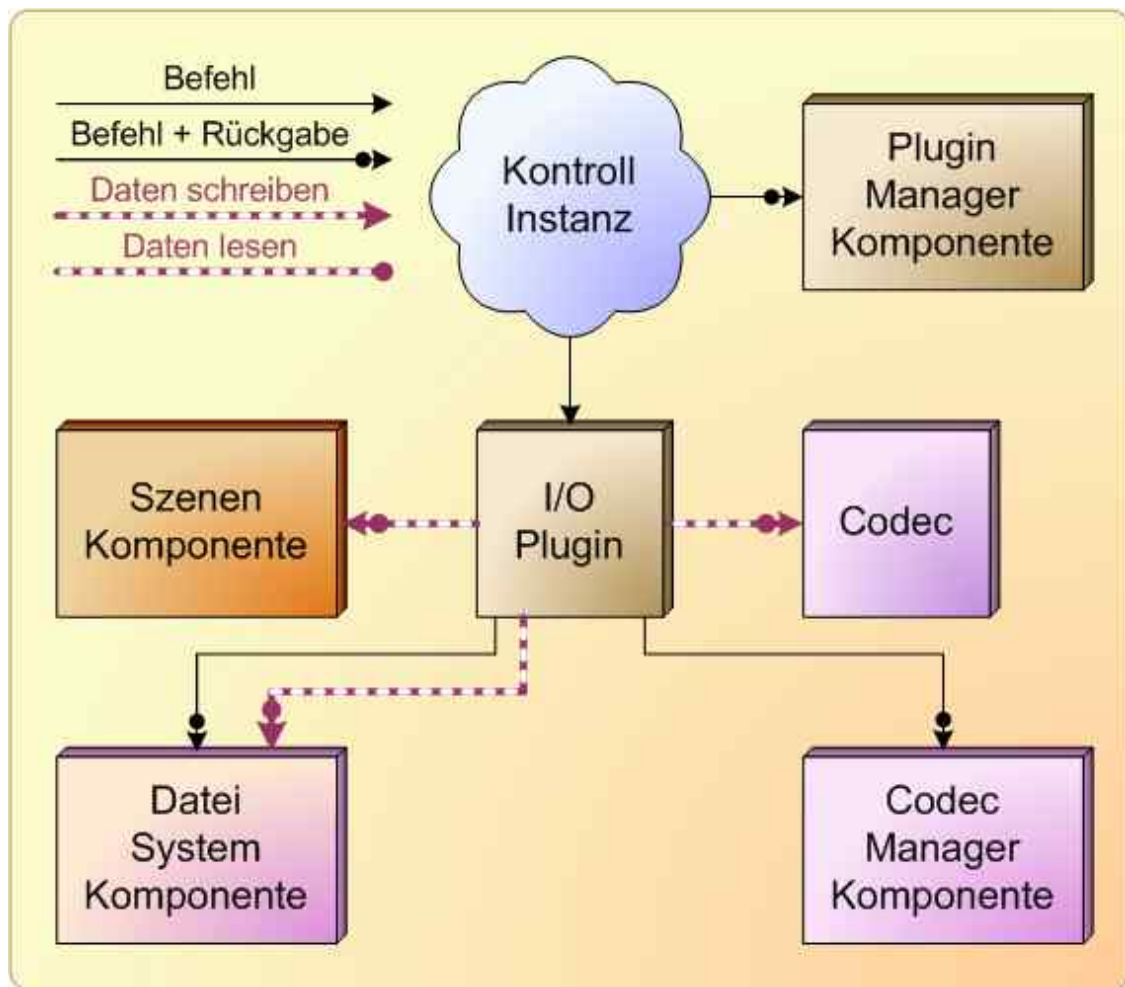 Befehl
Befehl + Rückgabe
Daten schreiben
Daten lesen
Kontroll
Instanz
Plugin
Manager
Komponente
Szenen
Komponente
I/O
Plugin
Codec
Datei
System
Komponente
Codec
Manager
Komponente